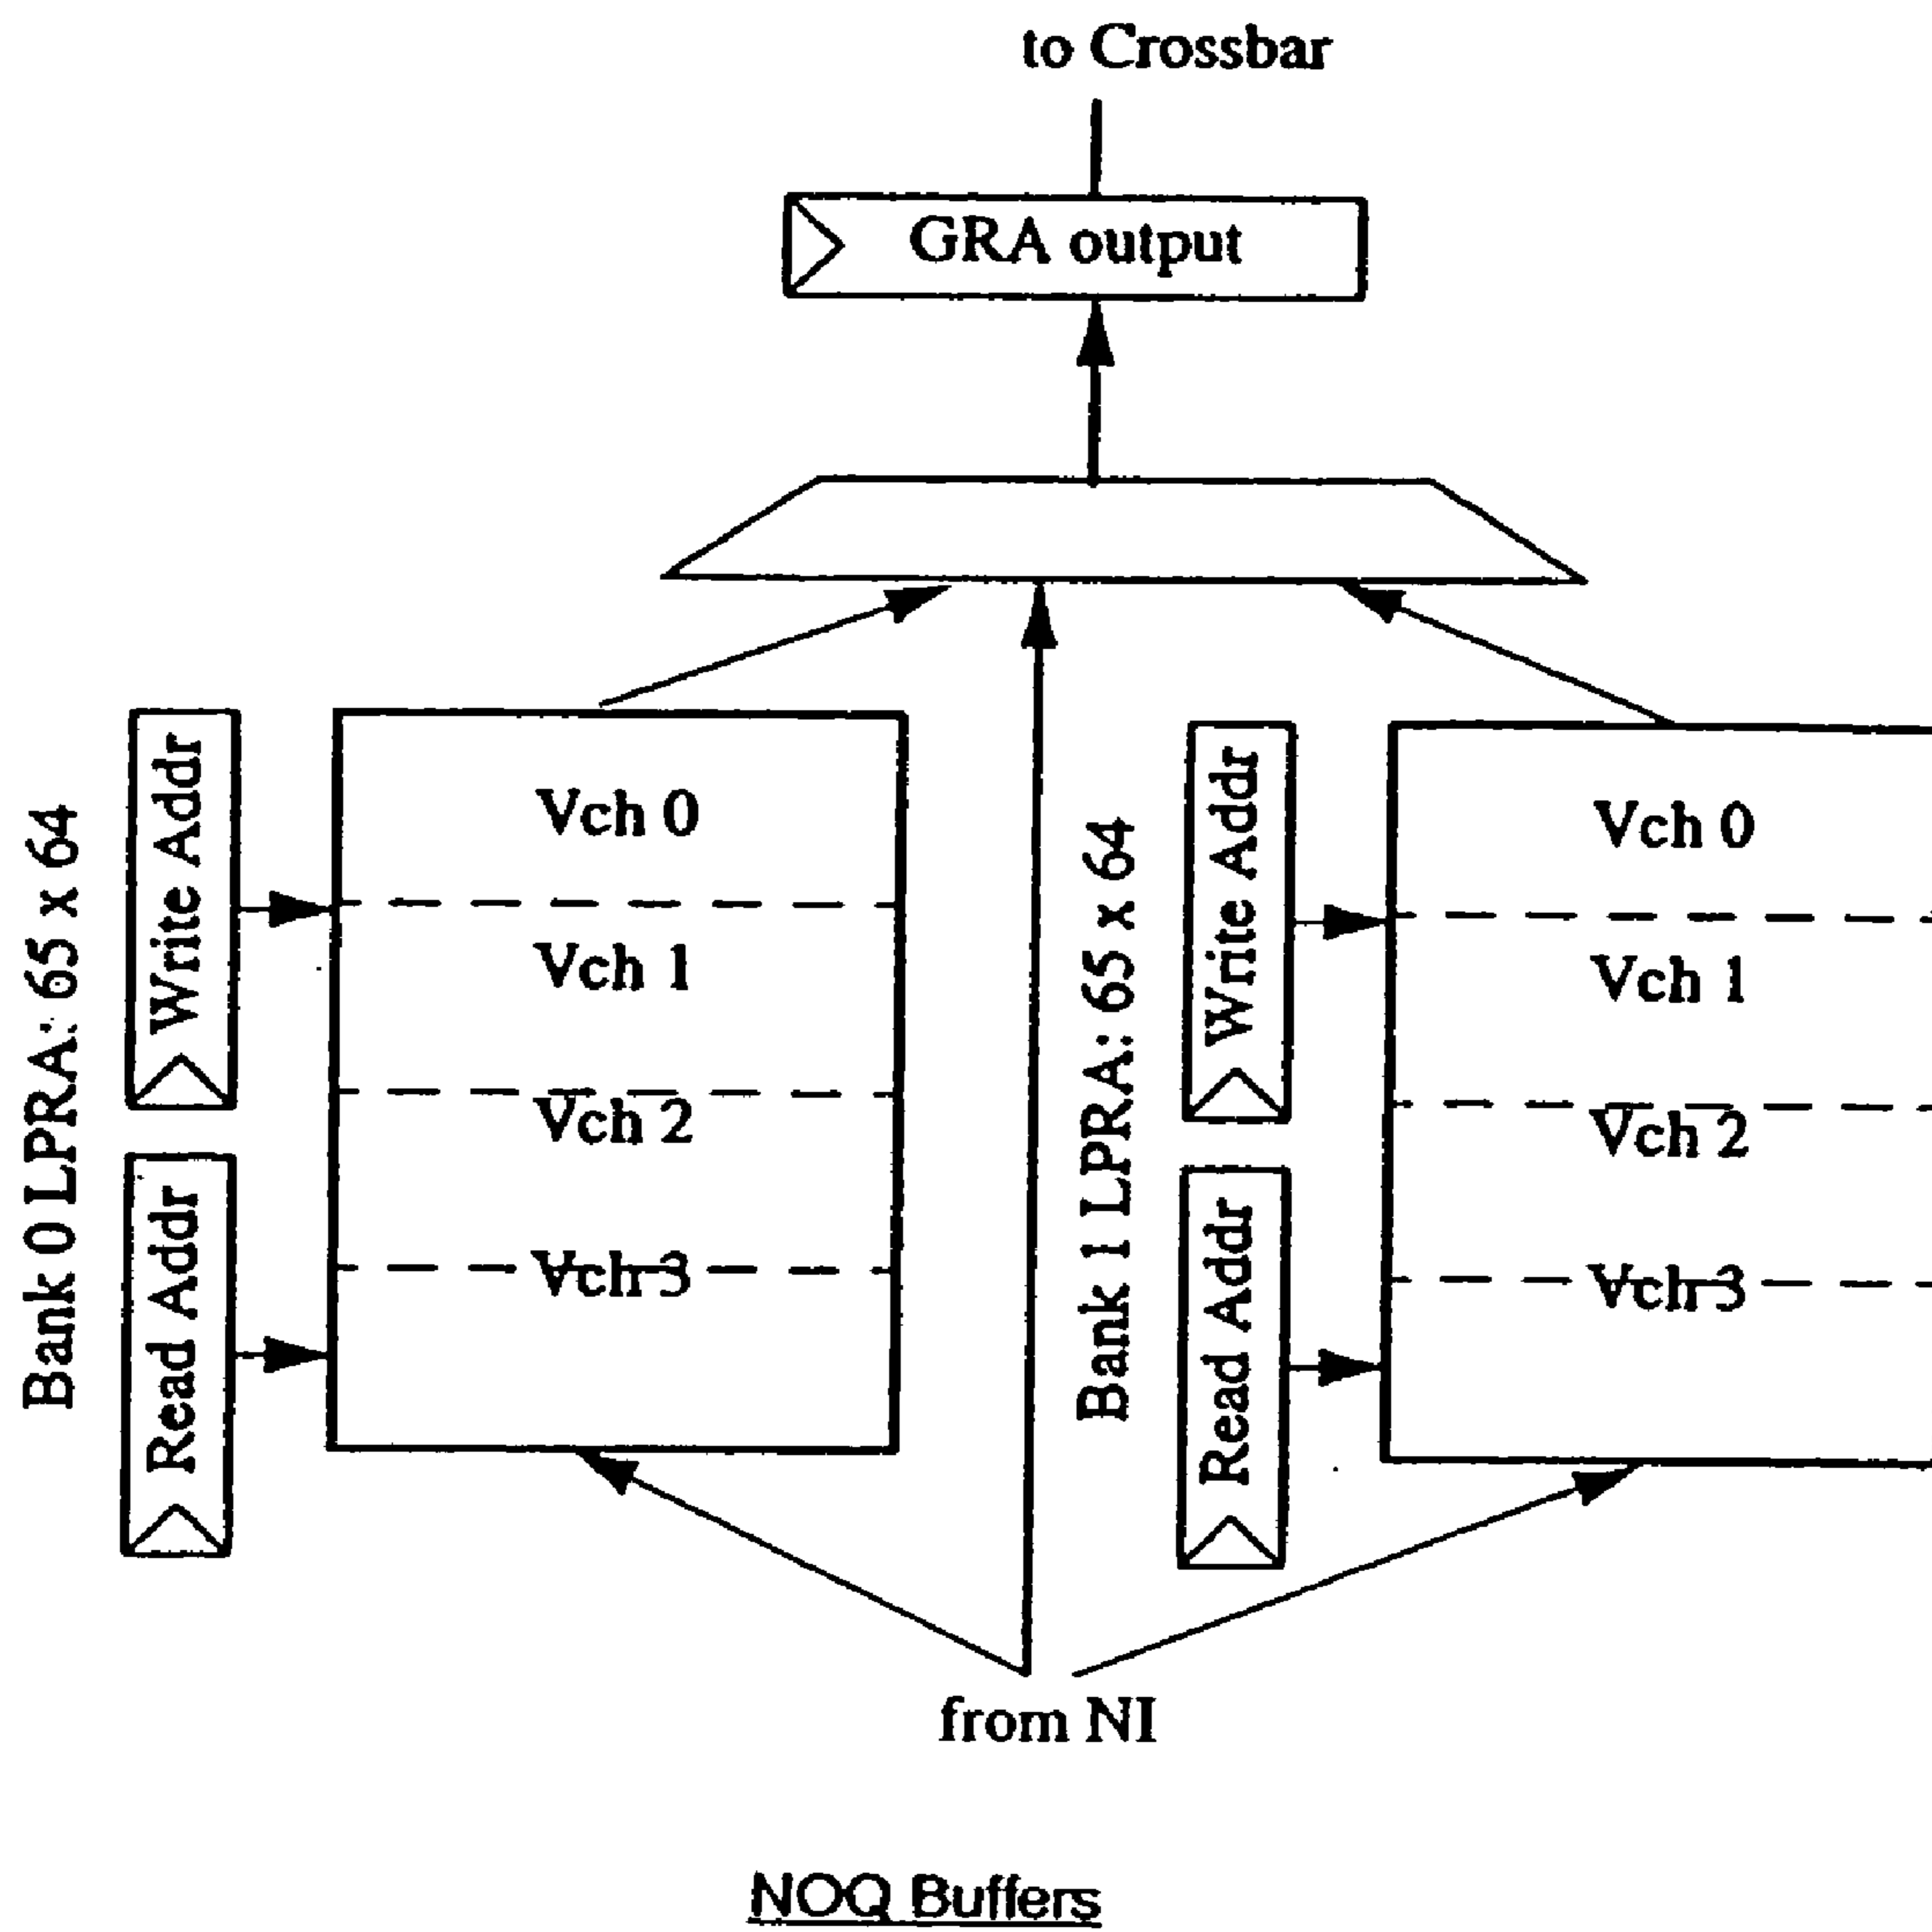 to Crossbar
GRA output
Bank 0 LPRA: 65 x 64
Write Addr
Read Addr
Vch 0
Vch 1
Vch 2
Vch 3
Bank 1 LPRA: 65 x 64
Write Addr
Read Addr
Vch 0
Vch 1
Vch 2
Vch 3
from NI
NOQ Buffers